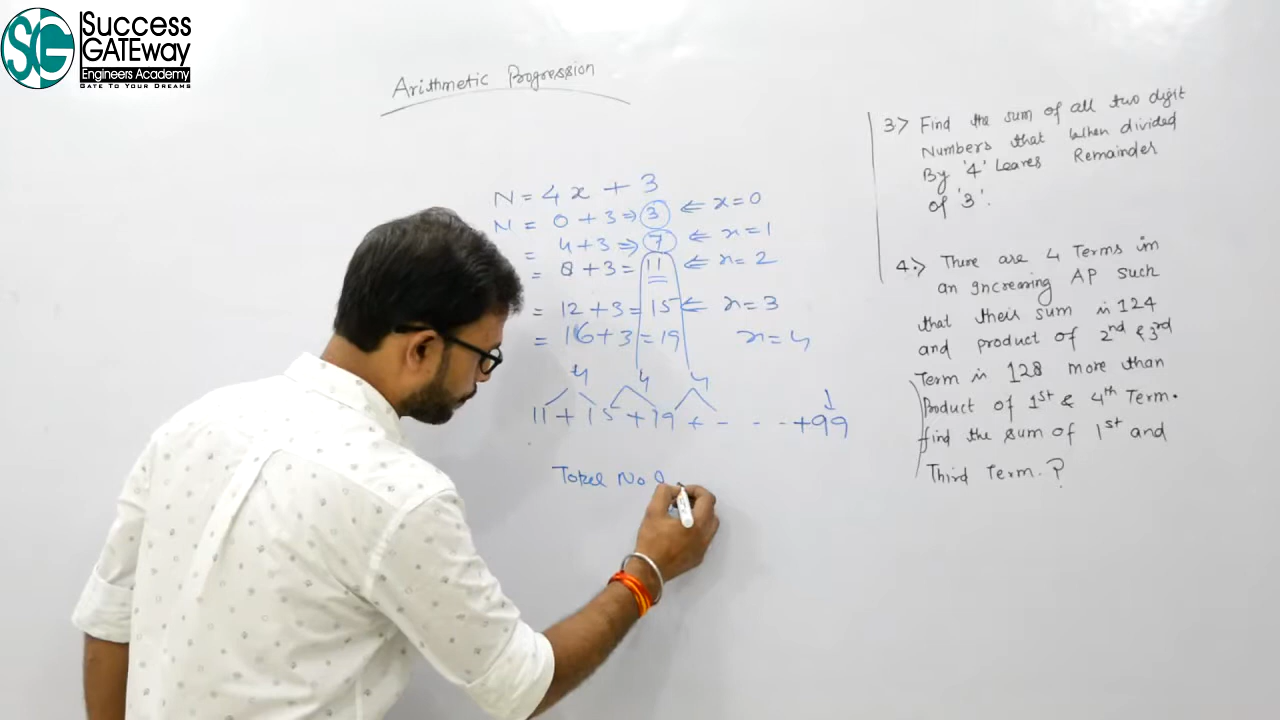 Success
GATEway
Engineers Academy
GATE TO YOUR DREAMS
Arithmetic Progression
N = 4x + 3
N = 0 + 3 ⇒ 3 ⇐ x = 0
= 4 + 3 ⇒ 7 ⇐ x = 1
= 8 + 3 = 11 ⇐ x = 2
= 12 + 3 = 15 ⇐ x = 3
= 16 + 3 = 19 x = 4
4 4 4
11 + 15 + 19 + - - - + 99
Total No O
3> Find the sum of all two digit
Numbers that When divided
By '4' Leaves Remainder
of '3'.
4.> There are 4 Terms in
an Increasing AP such
that their sum is 124
and product of 2nd & 3rd
Term is 128 more than
Product of 1st & 4th Term.
find the sum of 1st and
Third Term. ?